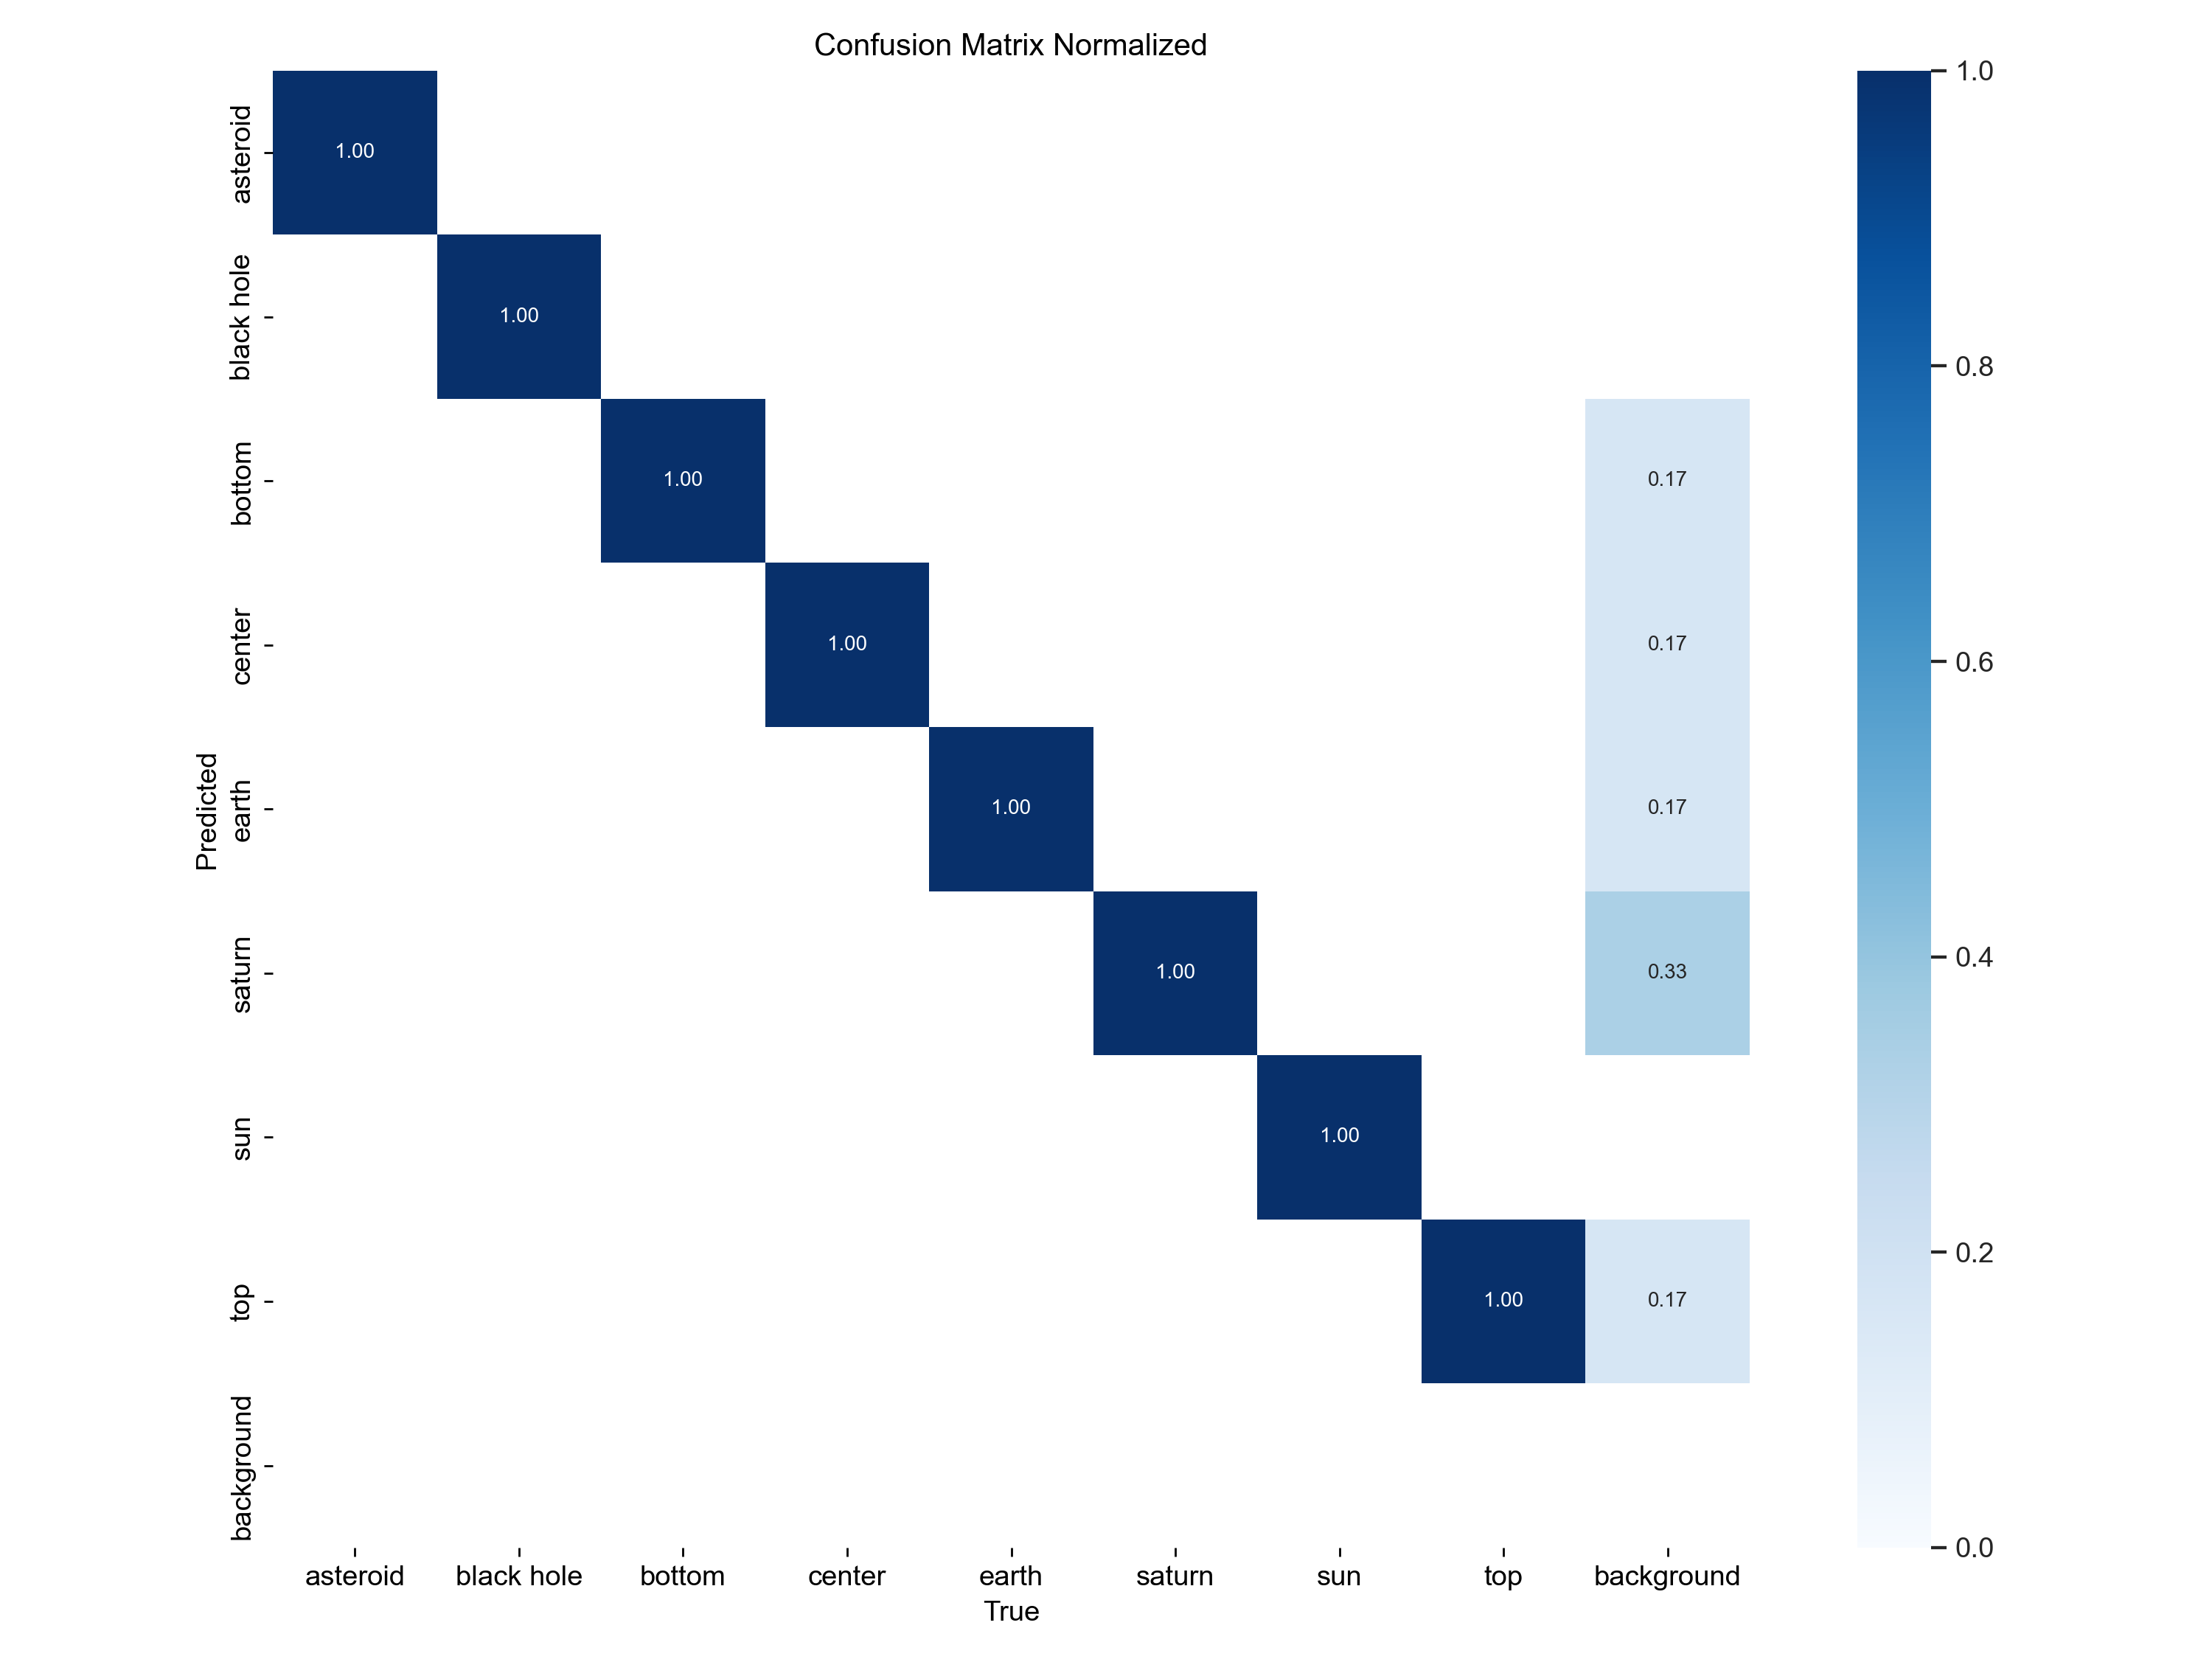 Confusion Matrix Normalized
asteroid
black hole
bottom
center
earth
saturn
sun
top
background
Predicted
1.00
1.00
1.00 0.17
1.00 0.17
1.00 0.17
1.00 0.33
1.00
1.00 0.17
asteroid black hole bottom center earth saturn sun top background
True
1.0
0.8
0.6
0.4
0.2
0.0